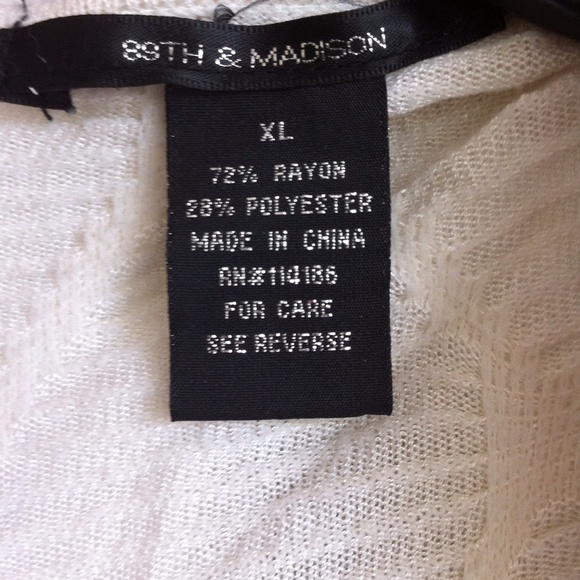 89TH & MADISON
XL
72% RAYON
28% POLYESTER
MADE IN CHINA
RN#114186
FOR CARE
SEE REVERSE